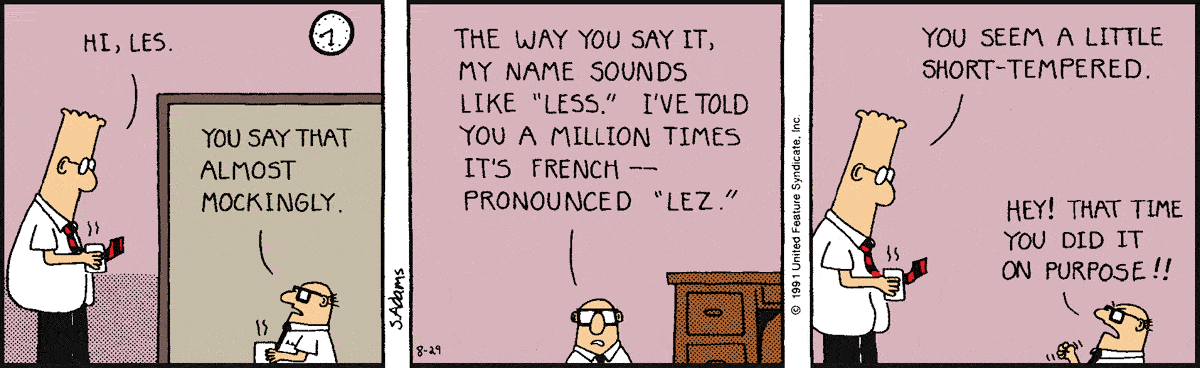 HI, LES.
YOU SAY THAT
ALMOST
MOCKINGLY.
S.Adams
THE WAY YOU SAY IT,
MY NAME SOUNDS
LIKE "LESS." I'VE TOLD
YOU A MILLION TIMES
IT'S FRENCH --
PRONOUNCED "LEZ."
8-29
© 1991 United Feature Syndicate, Inc.
YOU SEEM A LITTLE
SHORT-TEMPERED.
HEY! THAT TIME
YOU DID IT
ON PURPOSE!!